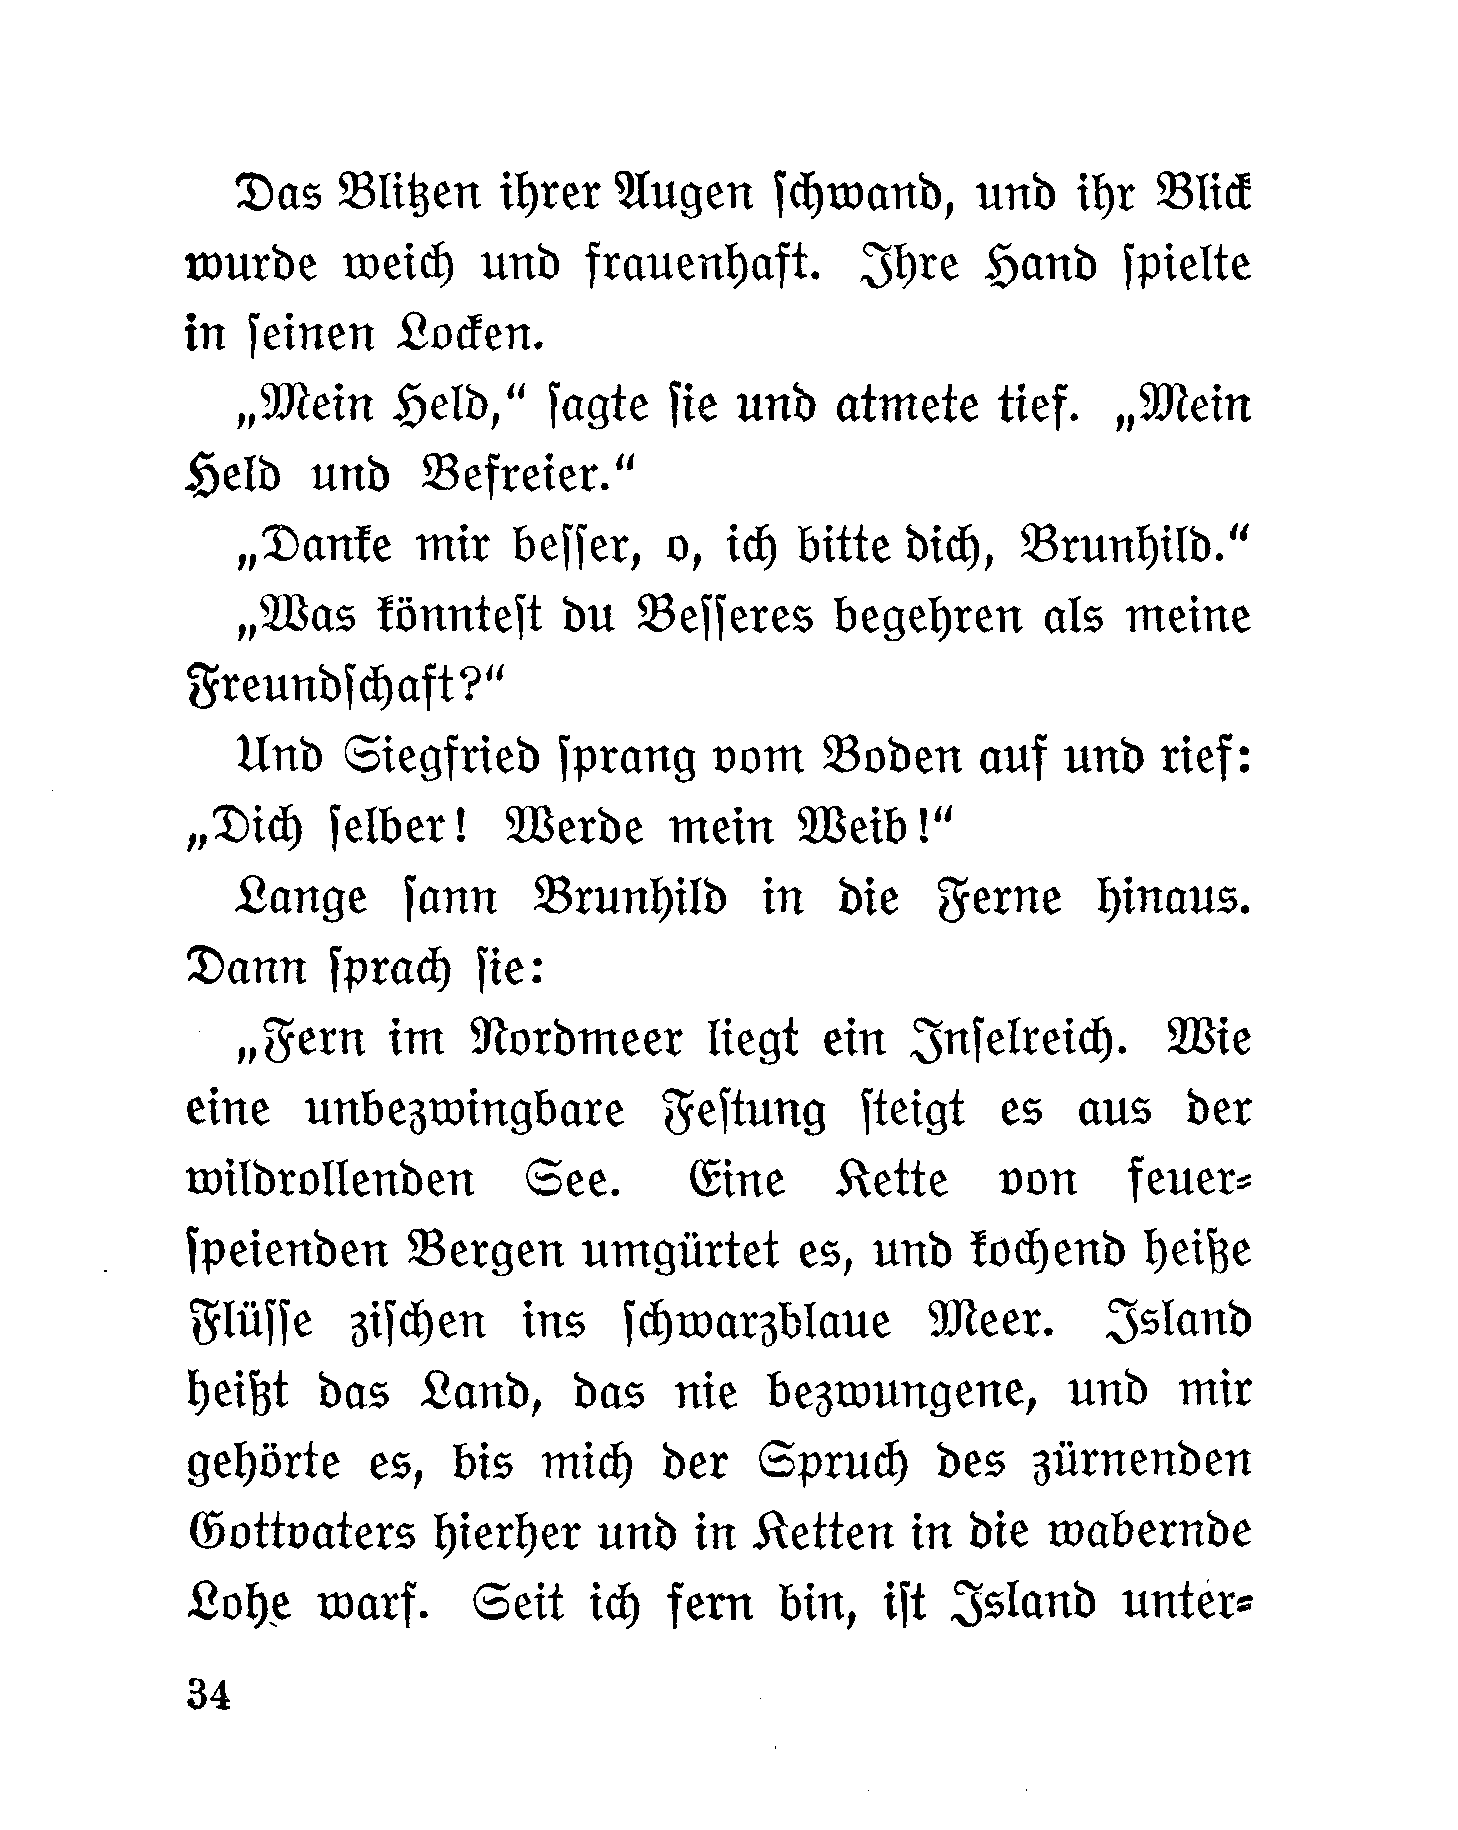 Das Blitzen ihrer Augen schwand, und ihr Blick
wurde weich und frauenhaft. Ihre Hand spielte
in seinen Locken.
„Mein Held,“ sagte sie und atmete tief. „Mein
Held und Befreier.“
„Danke mir besser, o, ich bitte dich, Brunhild.“
„Was könntest du Besseres begehren als meine
Freundschaft?“
Und Siegfried sprang vom Boden auf und rief:
„Dich selber! Werde mein Weib!“
Lange sann Brunhild in die Ferne hinaus.
Dann sprach sie:
„Fern im Nordmeer liegt ein Inselreich. Wie
eine unbezwingbare Festung steigt es aus der
wildrollenden See. Eine Kette von feuer-
speienden Bergen umgürtet es, und kochend heiße
Flüsse zischen ins schwarzblaue Meer. Island
heißt das Land, das nie bezwungene, und mir
gehörte es, bis mich der Spruch des zürnenden
Gottvaters hierher und in Ketten in die wabernde
Lohe warf. Seit ich fern bin, ist Island unter-
34